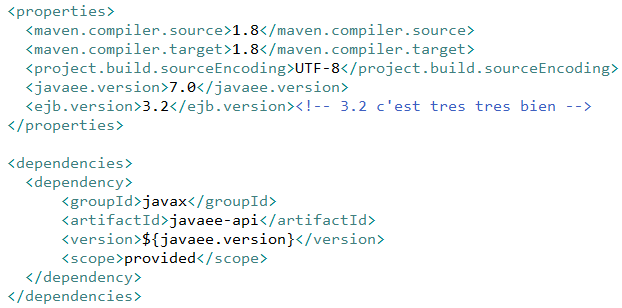 <properties>
<maven.compiler.source>1.8</maven.compiler.source>
<maven.compiler.target>1.8</maven.compiler.target>
<project.build.sourceEncoding>UTF-8</project.build.sourceEncoding>
<javaee.version>7.0</javaee.version>
<ejb.version>3.2</ejb.version><!-- 3.2 c'est tres tres bien -->
</properties>
<dependencies>
<dependency>
<groupId>javax</groupId>
<artifactId>javaee-api</artifactId>
<version>${javaee.version}</version>
<scope>provided</scope>
</dependency>
</dependencies>